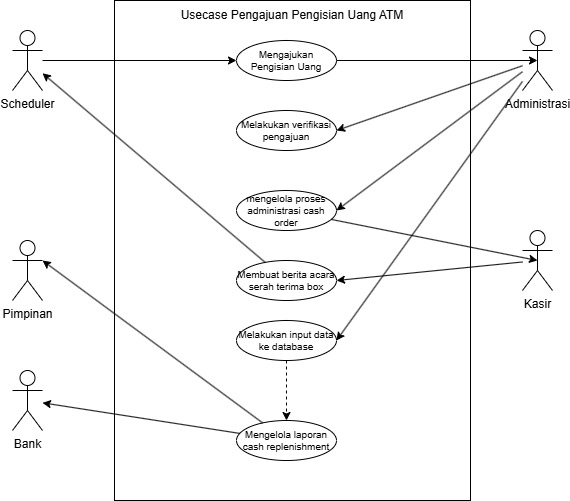 Usecase Pengajuan Pengisian Uang ATM
Mengajukan
Pengisian Uang
Scheduler
Administrasi
Melakukan verifikasi
pengajuan
mengelola proses
administrasi cash
order
Membuat berita acara
serah terima box
Kasir
Pimpinan
Melakukan input data
ke database
Mengelola laporan
cash replenishment
Bank